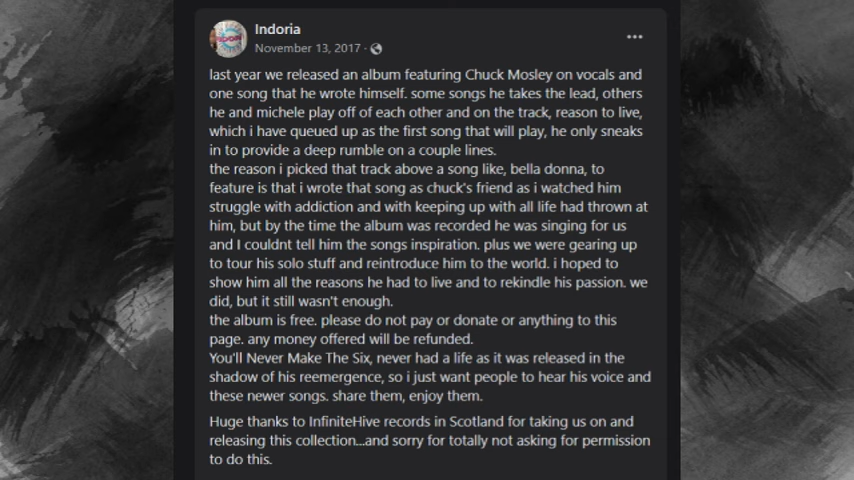 Indoria
November 13, 2017 ·
last year we released an album featuring Chuck Mosley on vocals and
one song that he wrote himself. some songs he takes the lead, others
he and michele play off of each other and on the track, reason to live,
which i have queued up as the first song that will play, he only sneaks
in to provide a deep rumble on a couple lines.
the reason i picked that track above a song like, bella donna, to
feature is that i wrote that song as chuck's friend as i watched him
struggle with addiction and with keeping up with all life had thrown at
him, but by the time the album was recorded he was singing for us
and I couldnt tell him the songs inspiration. plus we were gearing up
to tour his solo stuff and reintroduce him to the world. i hoped to
show him all the reasons he had to live and to rekindle his passion. we
did, but it still wasn't enough.
the album is free. please do not pay or donate or anything to this
page. any money offered will be refunded.
You'll Never Make The Six, never had a life as it was released in the
shadow of his reemergence, so i just want people to hear his voice and
these newer songs. share them, enjoy them.
Huge thanks to InfiniteHive records in Scotland for taking us on and
releasing this collection...and sorry for totally not asking for permission
to do this.